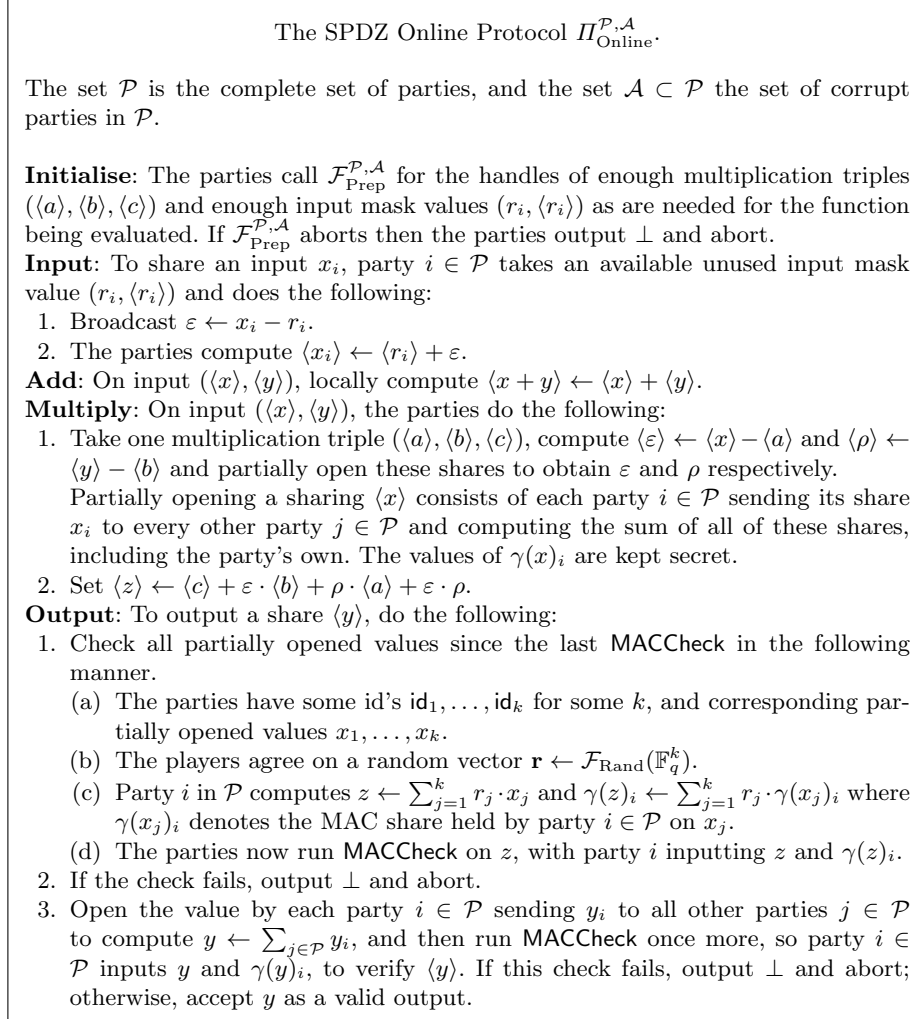 The SPDZ Online Protocol Π^{P,A}_{Online}.
The set P is the complete set of parties, and the set A ⊂ P the set of corrupt
parties in P.
Initialise: The parties call F^{P,A}_{Prep} for the handles of enough multiplication triples
(⟨a⟩, ⟨b⟩, ⟨c⟩) and enough input mask values (r_i, ⟨r_i⟩) as are needed for the function
being evaluated. If F^{P,A}_{Prep} aborts then the parties output ⊥ and abort.
Input: To share an input x_i, party i ∈ P takes an available unused input mask
value (r_i, ⟨r_i⟩) and does the following:
1. Broadcast ε ← x_i − r_i.
2. The parties compute ⟨x_i⟩ ← ⟨r_i⟩ + ε.
Add: On input (⟨x⟩, ⟨y⟩), locally compute ⟨x + y⟩ ← ⟨x⟩ + ⟨y⟩.
Multiply: On input (⟨x⟩, ⟨y⟩), the parties do the following:
1. Take one multiplication triple (⟨a⟩, ⟨b⟩, ⟨c⟩), compute ⟨ε⟩ ← ⟨x⟩−⟨a⟩ and ⟨ρ⟩ ←
⟨y⟩ − ⟨b⟩ and partially open these shares to obtain ε and ρ respectively.
Partially opening a sharing ⟨x⟩ consists of each party i ∈ P sending its share
x_i to every other party j ∈ P and computing the sum of all of these shares,
including the party's own. The values of γ(x)_i are kept secret.
2. Set ⟨z⟩ ← ⟨c⟩ + ε · ⟨b⟩ + ρ · ⟨a⟩ + ε · ρ.
Output: To output a share ⟨y⟩, do the following:
1. Check all partially opened values since the last MACCheck in the following
manner.
(a) The parties have some id's id_1, . . . , id_k for some k, and corresponding par-
tially opened values x_1, . . . , x_k.
(b) The players agree on a random vector r ← F_{Rand}(F_q^k).
(c) Party i in P computes z ← ∑_{j=1}^k r_j · x_j and γ(z)_i ← ∑_{j=1}^k r_j · γ(x_j)_i where
γ(x_j)_i denotes the MAC share held by party i ∈ P on x_j.
(d) The parties now run MACCheck on z, with party i inputting z and γ(z)_i.
2. If the check fails, output ⊥ and abort.
3. Open the value by each party i ∈ P sending y_i to all other parties j ∈ P
to compute y ← ∑_{j∈P} y_i, and then run MACCheck once more, so party i ∈
P inputs y and γ(y)_i, to verify ⟨y⟩. If this check fails, output ⊥ and abort;
otherwise, accept y as a valid output.